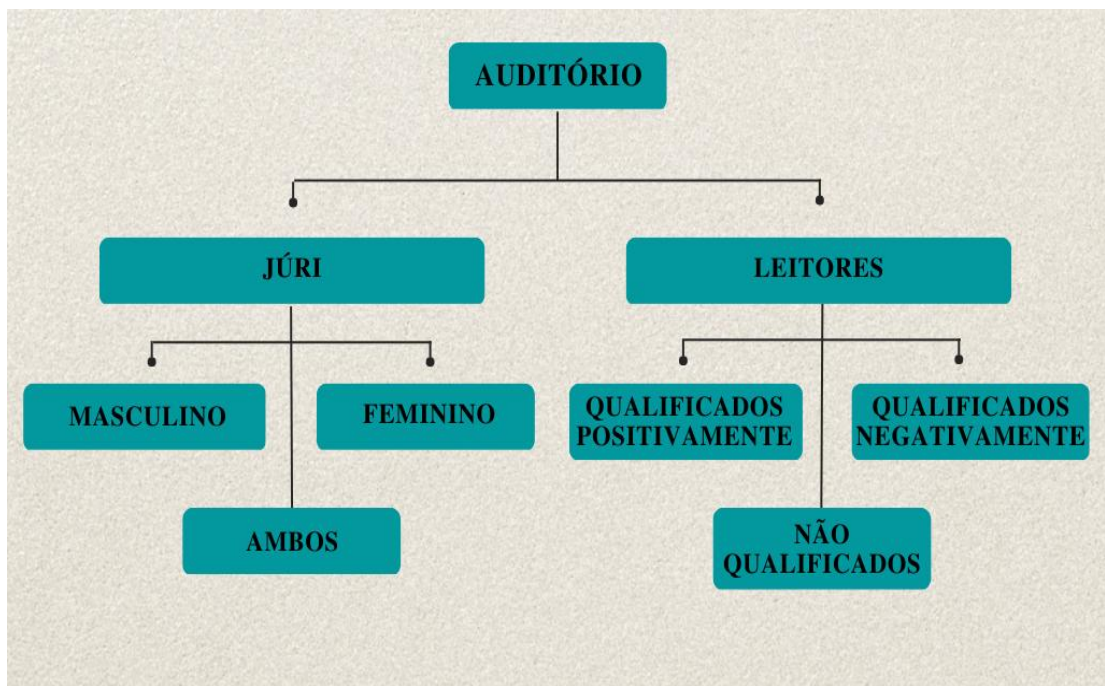 AUDITÓRIO
JÚRI
LEITORES
MASCULINO
FEMININO
QUALIFICADOS
POSITIVAMENTE
QUALIFICADOS
NEGATIVAMENTE
AMBOS
NÃO
QUALIFICADOS